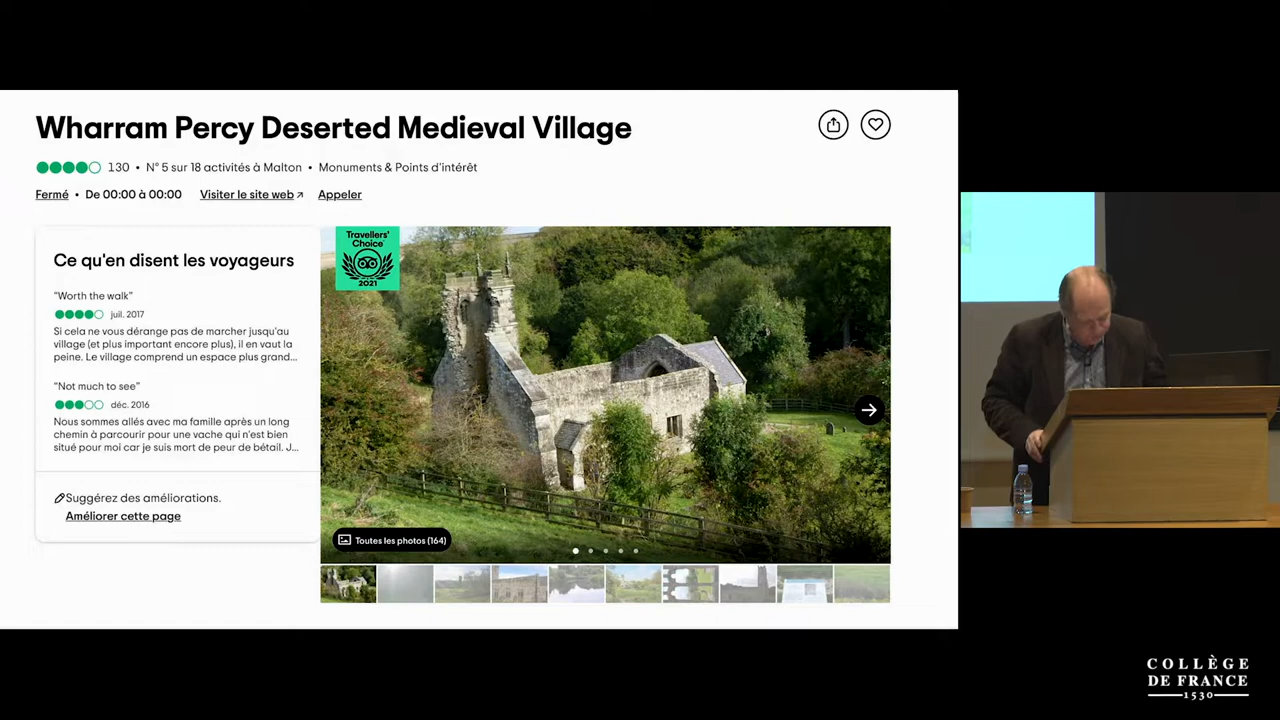 Wharram Percy Deserted Medieval Village
130 • N° 5 sur 18 activités à Malton • Monuments & Points d'intérêt
Fermé • De 00:00 à 00:00 Visiter le site web Appeler
Ce qu'en disent les voyageurs
"Worth the walk"
juil. 2017
Si cela ne vous dérange pas de marcher jusqu'au
village (et plus important encore plus), il en vaut la
peine. Le village comprend un espace plus grand...
"Not much to see"
déc. 2016
Nous sommes allés avec ma famille après un long
chemin à parcourir pour une vache qui n'est bien
situé pour moi car je suis mort de peur de bétail. J...
Suggérez des améliorations.
Améliorer cette page
Travellers'
Choice
2021
Toutes les photos (164)
COLLÈGE
DE FRANCE
1530